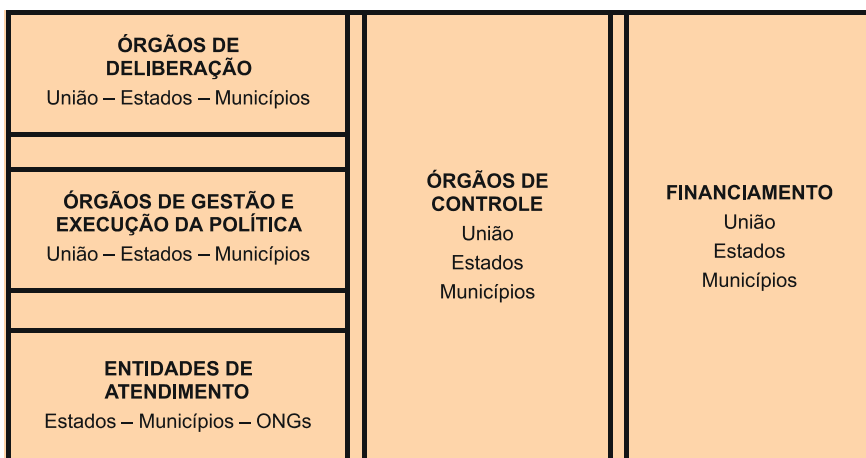 ÓRGÃOS DE
DELIBERAÇÃO
União – Estados – Municípios
ÓRGÃOS DE GESTÃO E
EXECUÇÃO DA POLÍTICA
União – Estados – Municípios
ENTIDADES DE
ATENDIMENTO
Estados – Municípios – ONGs
ÓRGÃOS DE
CONTROLE
União
Estados
Municípios
FINANCIAMENTO
União
Estados
Municípios